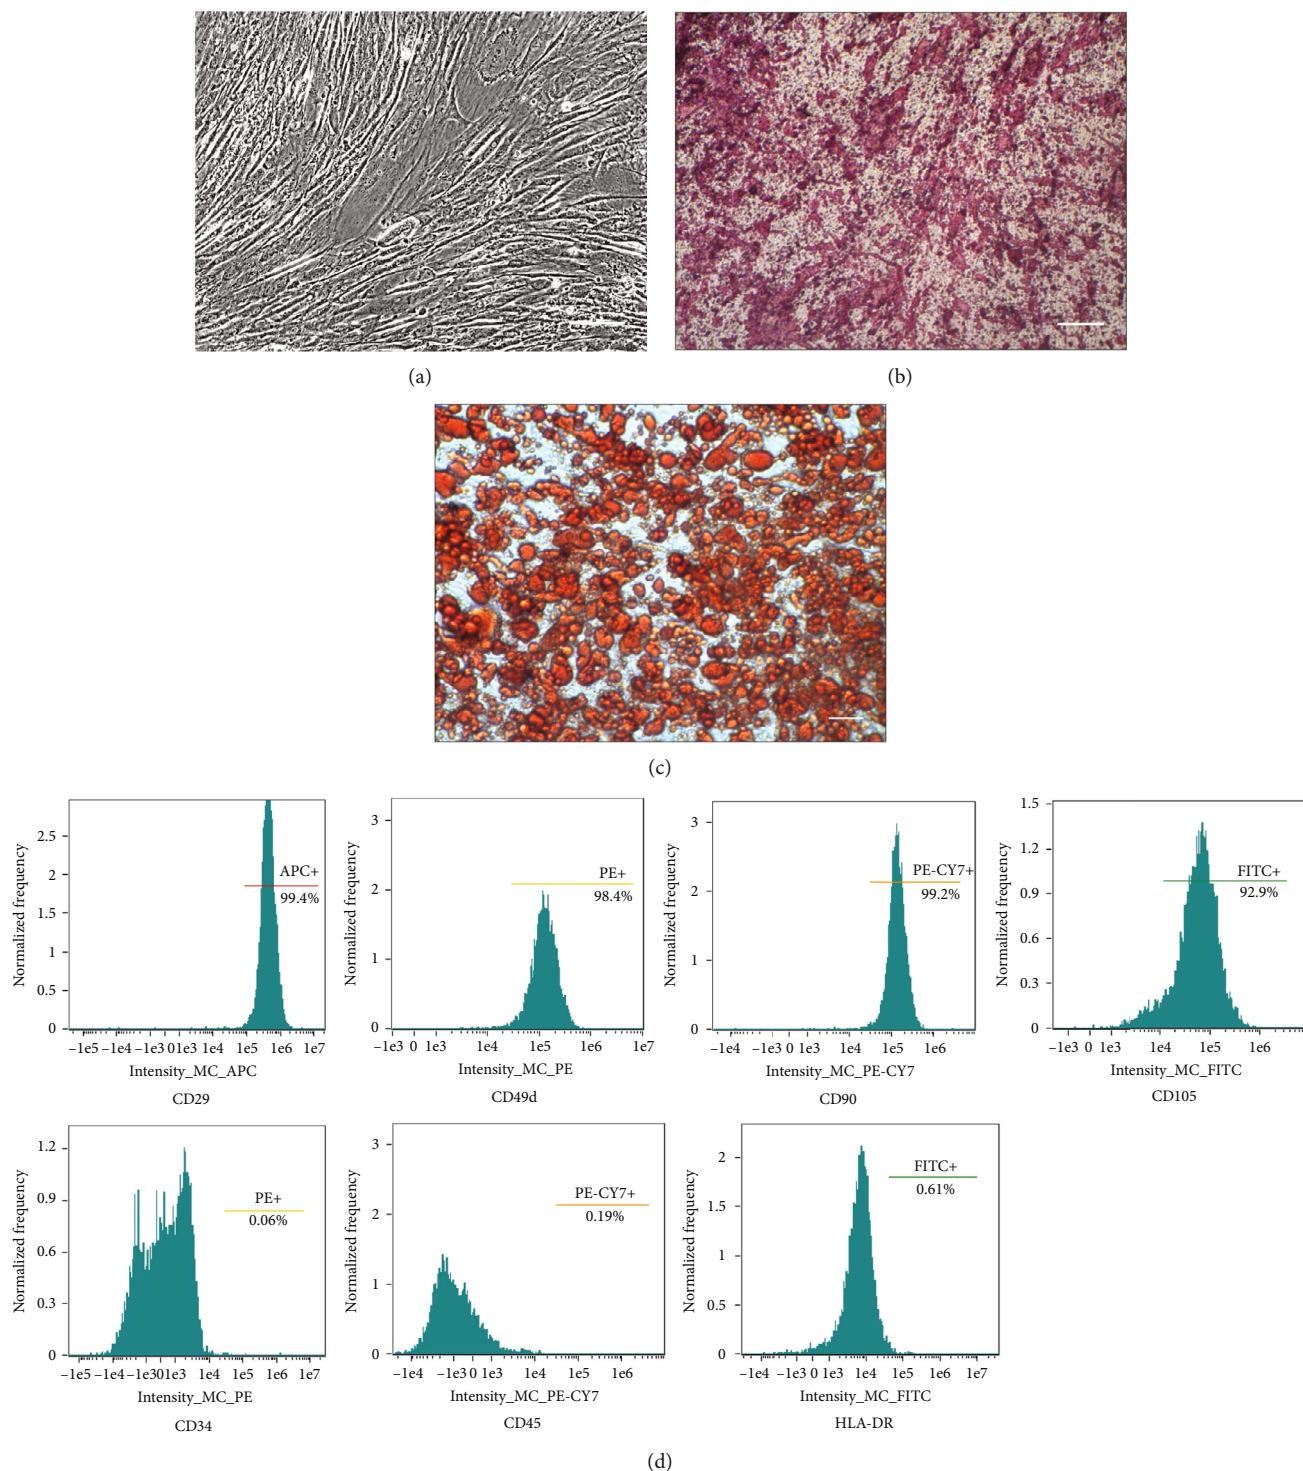 (a)
(b)
(c)
Normalized frequency
2.5
2
1.5
1
0.5
0
APC+
99.4%
−1e5 −1e4 −1e3 01e3 1e4 1e5 1e6 1e7
Intensity_MC_APC
CD29
Normalized frequency
3
2
1
0
PE+
98.4%
−1e3 0 1e3 1e4 1e5 1e6 1e7
Intensity_MC_PE
CD49d
Normalized frequency
3
2
1
0
PE-CY7+
99.2%
−1e4 −1e3 0 1e3 1e4 1e5 1e6
Intensity_MC_PE-CY7
CD90
Normalized frequency
1.5
1.2
0.9
0.6
0.3
0
FITC+
92.9%
−1e3 0 1e3 1e4 1e5 1e6
Intensity_MC_FITC
CD105
Normalized frequency
1.2
0.9
0.6
0.3
0
PE+
0.06%
−1e5 −1e4 −1e3 0 1e3 1e4 1e5 1e6 1e7
Intensity_MC_PE
CD34
Normalized frequency
3
2
1
0
PE-CY7+
0.19%
−1e4 −1e3 0 1e3 1e4 1e5 1e6
Intensity_MC_PE-CY7
CD45
Normalized frequency
2
1.5
1
0.5
0
FITC+
0.61%
−1e4 −1e3 0 1e3 1e4 1e5 1e6 1e7
Intensity_MC_FITC
HLA-DR
(d)